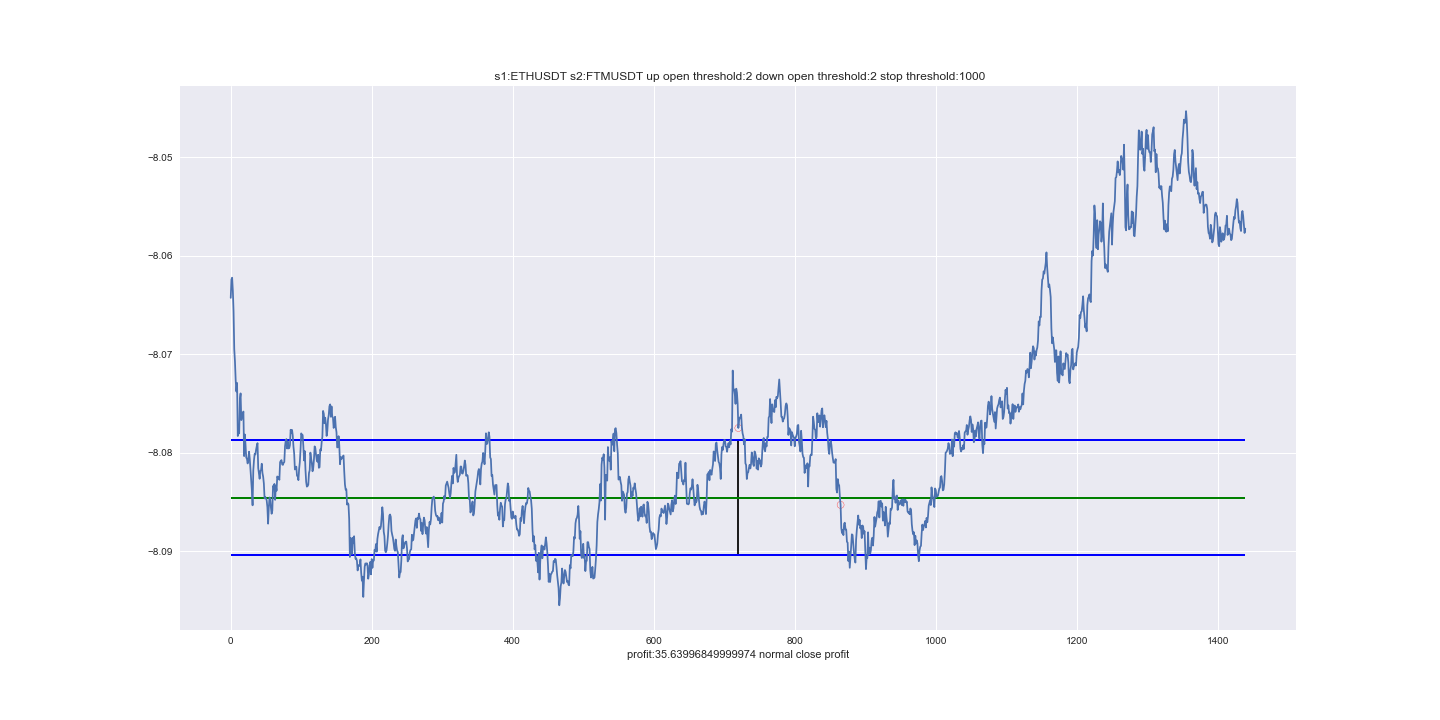 s1:ETHUSDT s2:FTMUSDT up open threshold:2 down open threshold:2 stop threshold:1000
−8.05
−8.06
−8.07
−8.08
−8.09
0 200 400 600 800 1000 1200 1400
profit:35.63996849999974 normal close profit